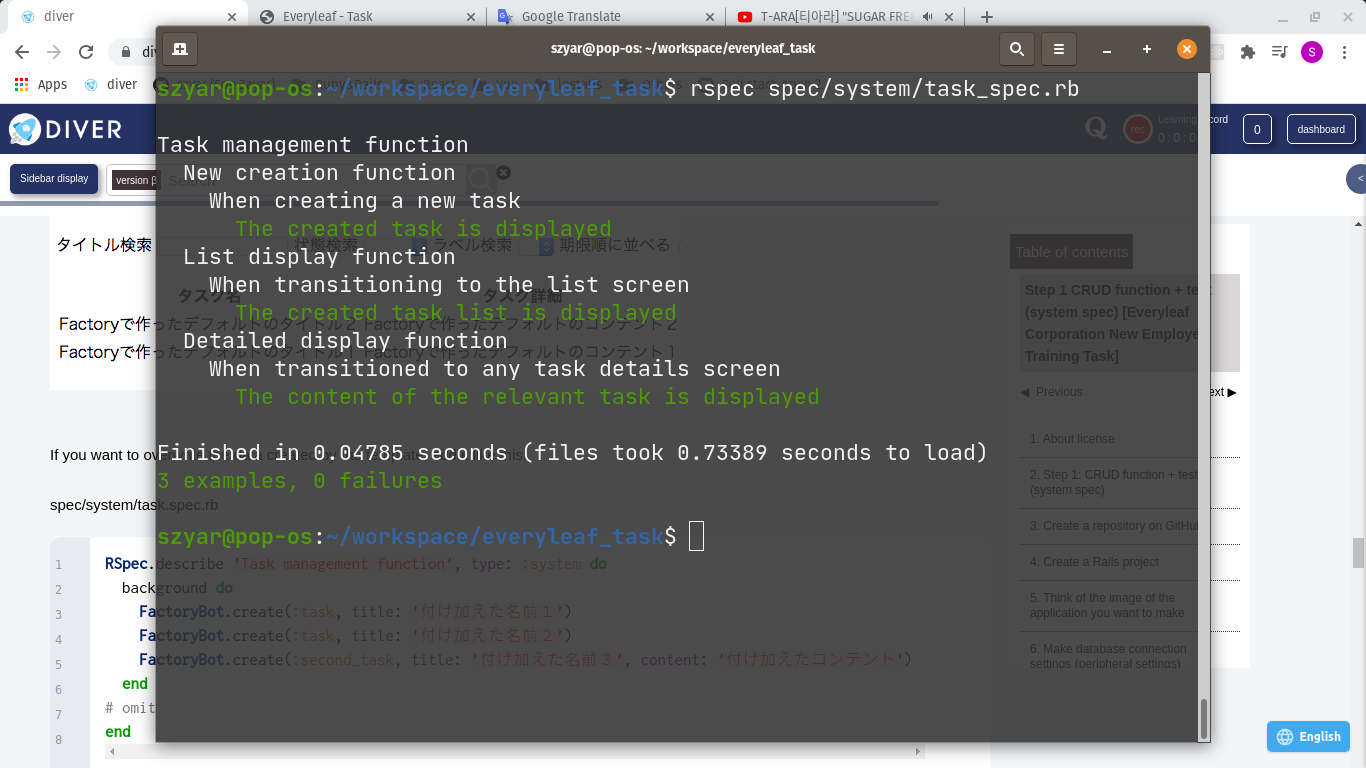 diver
Everyleaf - Task
Google Translate
T-ARA[티아라] "SUGAR FRE
szyar@pop-os: ~/workspace/everyleaf_task
Apps
diver
S
szyar@pop-os:~/workspace/everyleaf_task$ rspec spec/system/task_spec.rb
DIVER
Q
rec
Learning record
0:0:0
0
dashboard
Sidebar display
version β
Search
<
Task management function
New creation function
When creating a new task
The created task is displayed
List display function
When transitioning to the list screen
The created task list is displayed
Detailed display function
When transitioned to any task details screen
The content of the relevant task is displayed
Finished in 0.04785 seconds (files took 0.73389 seconds to load)
3 examples, 0 failures
szyar@pop-os:~/workspace/everyleaf_task$
タイトル検索 状態検索 ラベル検索 期限順に並べる
タスク名 タスク詳細
Factoryで作ったデフォルトのタイトル2 Factoryで作ったデフォルトのコンテント2
Factoryで作ったデフォルトのタイトル1 Factoryで作ったデフォルトのコンテント1
If you want to
spec/system/task.spec.rb
1 RSpec.describe 'Task management function', type: :system do
2 background do
3 FactoryBot.create(:task, title: '付け加えた名前１')
4 FactoryBot.create(:task, title: '付け加えた名前２')
5 FactoryBot.create(:second_task, title: '付け加えた名前３', content: '付け加えたコンテント')
6 end
7 # omit
8 end
Table of contents
Step 1 CRUD function + test
(system spec) [Everyleaf
Corporation New Employee
Training Task]
◀ Previous
ext ▶
1. About license
2. Step 1: CRUD function + test
(system spec)
3. Create a repository on GitHub
4. Create a Rails project
5. Think of the image of the
application you want to make
6. Make database connection
settings (peripheral settings)
English